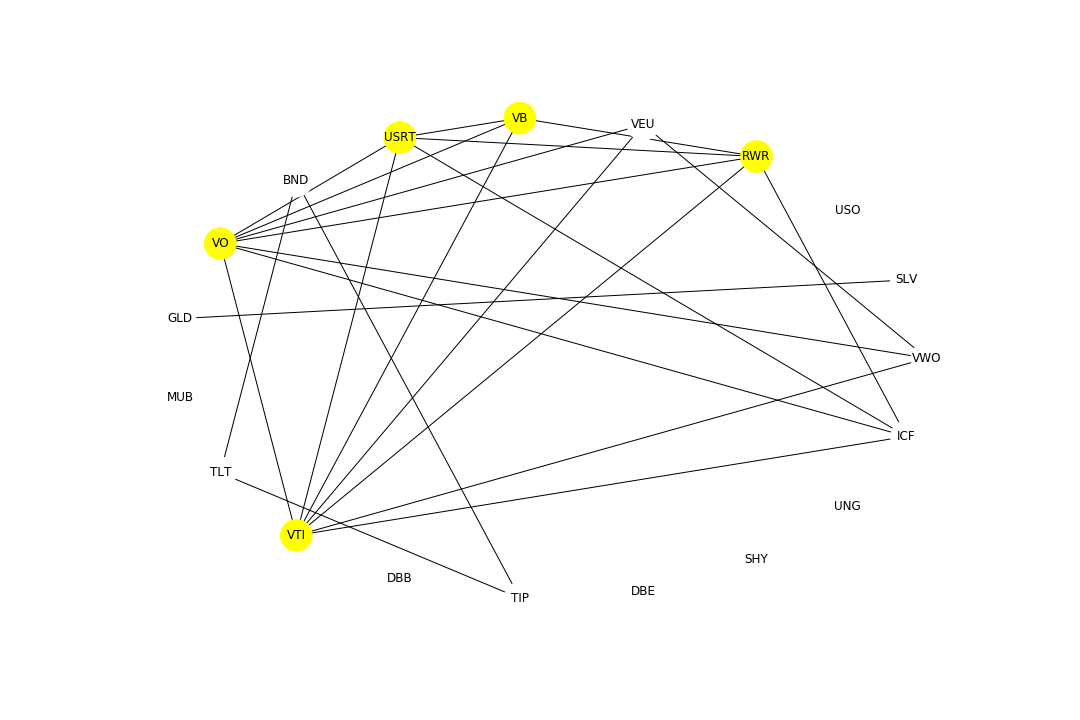 VB
VEU
USRT
RWR
BND
USO
VO
SLV
GLD
VWO
MUB
ICF
TLT
UNG
VTI
SHY
DBB
DBE
TIP